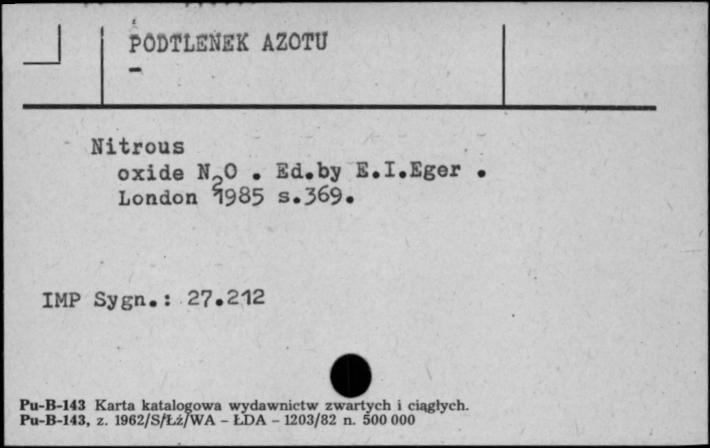 PODTLENEK AZOTU
-
Nitrous
oxide N₂O . Ed.by E.I.Eger .
London 1985 s.369.
IMP Sygn.: 27.212
Pu-B-143 Karta katalogowa wydawnictw zwartych i ciągłych.
Pu-B-143, z. 1962/S/Łź/WA – ŁDA – 1203/82 n. 500 000